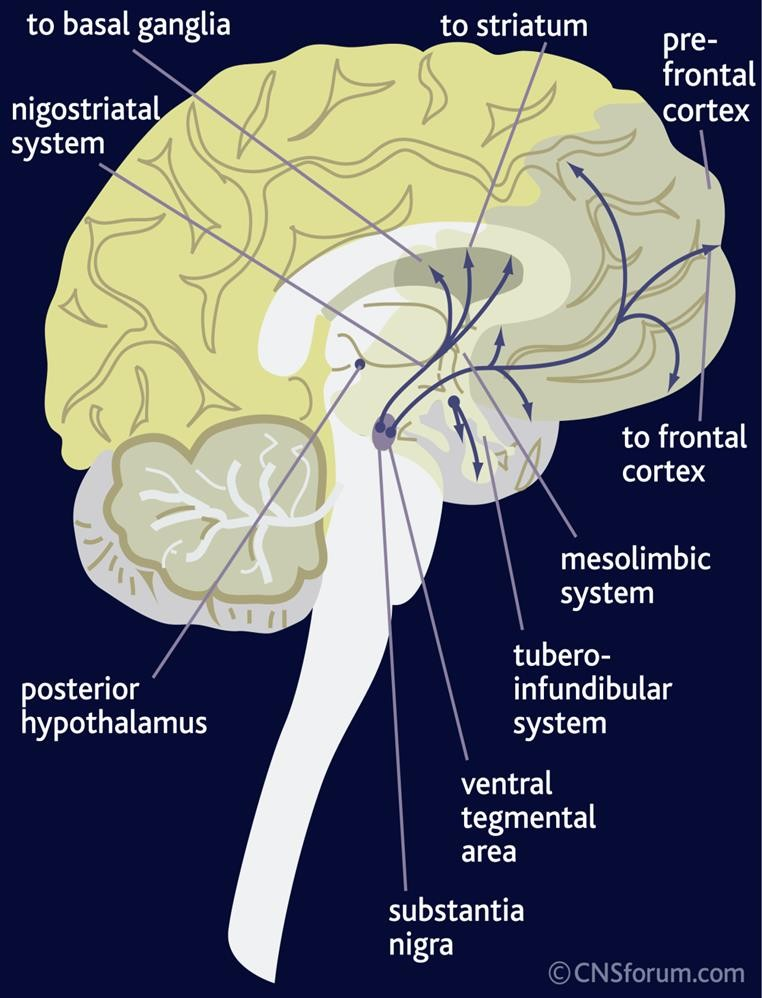 to basal ganglia
to striatum
pre-
frontal
cortex
nigostriatal
system
to frontal
cortex
mesolimbic
system
tubero-
infundibular
system
posterior
hypothalamus
ventral
tegmental
area
substantia
nigra
©CNSforum.com